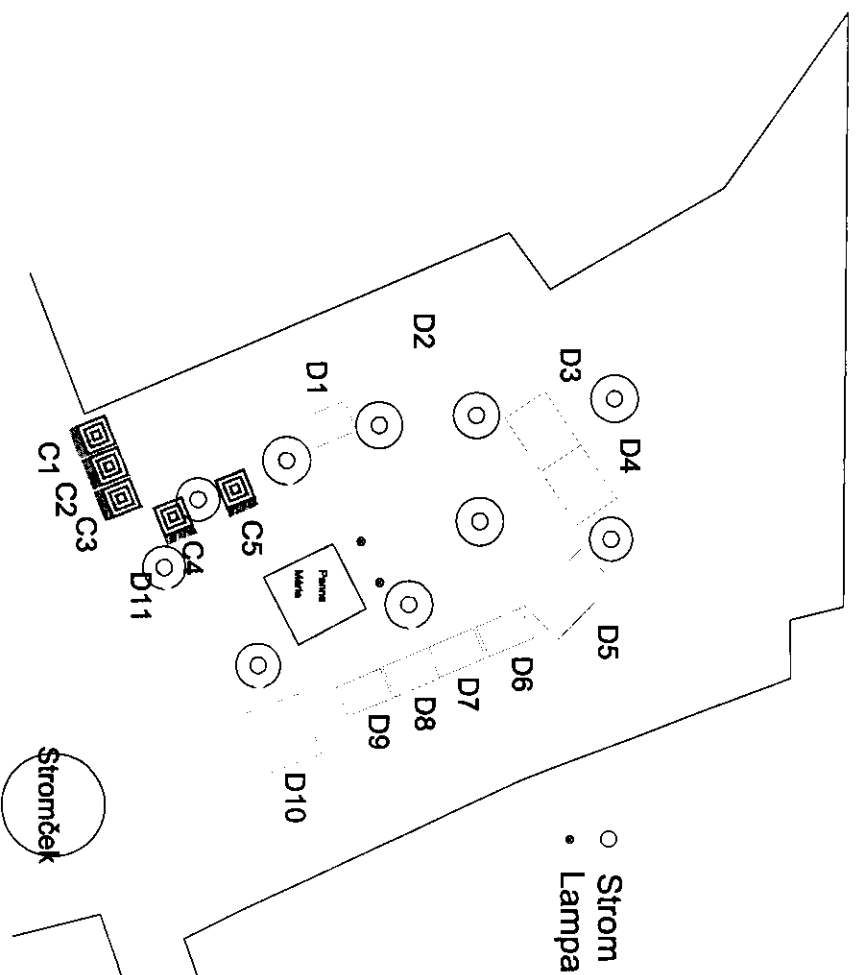 D1
D2
D3
D4
D5
D6
D7
D8
D9
D10
D11
C1
C2
C3
C4
C5
Panna
Mária
Stromček
Strom
Lampa